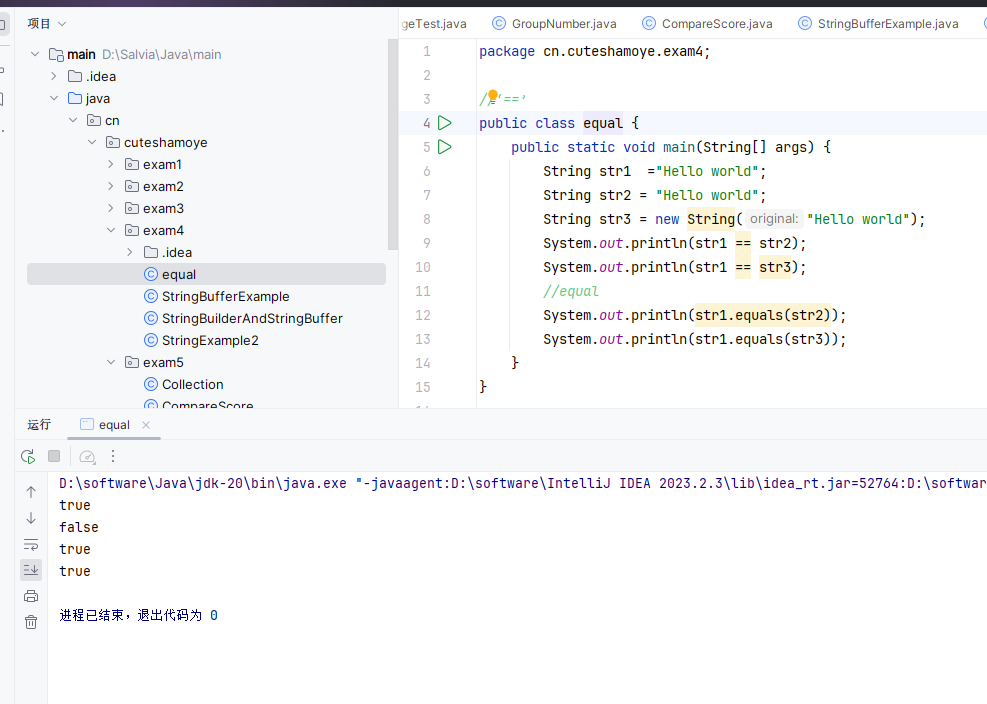 项目
main D:\Salvia\Java\main
.idea
java
cn
cuteshamoye
exam1
exam2
exam3
exam4
.idea
equal
StringBufferExample
StringBuilderAndStringBuffer
StringExample2
exam5
Collection
CompareScore
geTest.java GroupNumber.java CompareScore.java StringBufferExample.java
1 package cn.cuteshamoye.exam4;
2
3 //'=='
4 public class equal {
5 public static void main(String[] args) {
6 String str1  ="Hello world";
7 String str2 = "Hello world";
8 String str3 = new String( original: "Hello world");
9 System.out.println(str1 == str2);
10 System.out.println(str1 == str3);
11 //equal
12 System.out.println(str1.equals(str2));
13 System.out.println(str1.equals(str3));
14 }
15 }
运行 equal
D:\software\Java\jdk-20\bin\java.exe "-javaagent:D:\software\IntelliJ IDEA 2023.2.3\lib\idea_rt.jar=52764:D:\softwar
true
false
true
true
进程已结束，退出代码为 0